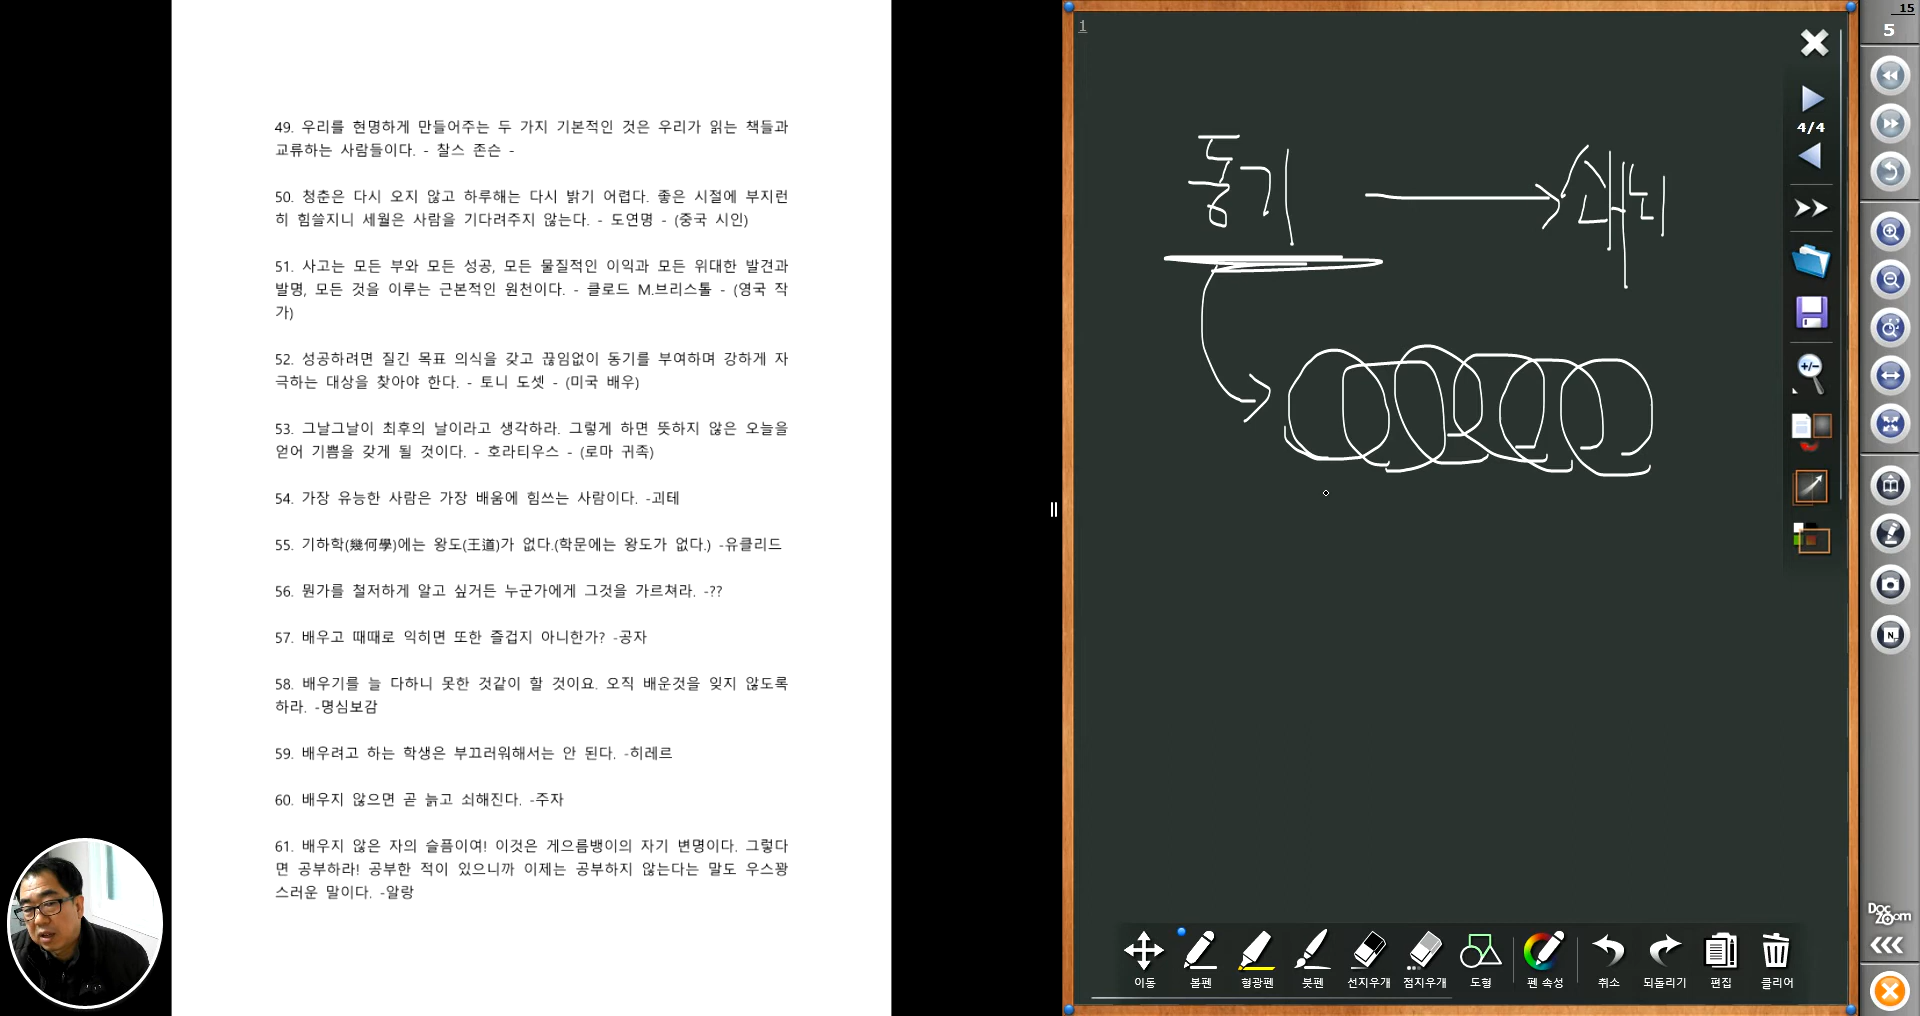 49. 우리를 현명하게 만들어주는 두 가지 기본적인 것은 우리가 읽는 책들과
교류하는 사람들이다. - 찰스 존슨 -
50. 청춘은 다시 오지 않고 하루해는 다시 밝기 어렵다. 좋은 시절에 부지런
히 힘쓸지니 세월은 사람을 기다려주지 않는다. - 도연명 - (중국 시인)
51. 사고는 모든 부와 모든 성공, 모든 물질적인 이익과 모든 위대한 발견과
발명, 모든 것을 이루는 근본적인 원천이다. - 클로드 M.브리스톨 - (영국 작
가)
52. 성공하려면 질긴 목표 의식을 갖고 끊임없이 동기를 부여하며 강하게 자
극하는 대상을 찾아야 한다. - 토니 도셋 - (미국 배우)
53. 그날그날이 최후의 날이라고 생각하라. 그렇게 하면 뜻하지 않은 오늘을
얻어 기쁨을 갖게 될 것이다. - 호라티우스 - (로마 귀족)
54. 가장 유능한 사람은 가장 배움에 힘쓰는 사람이다. -괴테
55. 기하학(幾何學)에는 왕도(王道)가 없다.(학문에는 왕도가 없다.) -유클리드
56. 뭔가를 철저하게 알고 싶거든 누군가에게 그것을 가르쳐라. -??
57. 배우고 때때로 익히면 또한 즐겁지 아니한가? -공자
58. 배우기를 늘 다하니 못한 것같이 할 것이요. 오직 배운것을 잊지 않도록
하라. -명심보감
59. 배우려고 하는 학생은 부끄러워해서는 안 된다. -히레르
60. 배우지 않으면 곧 늙고 쇠해진다. -주자
61. 배우지 않은 자의 슬픔이여! 이것은 게으름뱅이의 자기 변명이다. 그렇다
면 공부하라! 공부한 적이 있으니까 이제는 공부하지 않는다는 말도 우스꽝
스러운 말이다. -알랑
1
동기
4/4
이동 볼펜 형광펜 붓펜 선지우개 점지우개 도형 펜 속성 취소 되돌리기 편집 클리어
15
5
N
Doc
Zoom